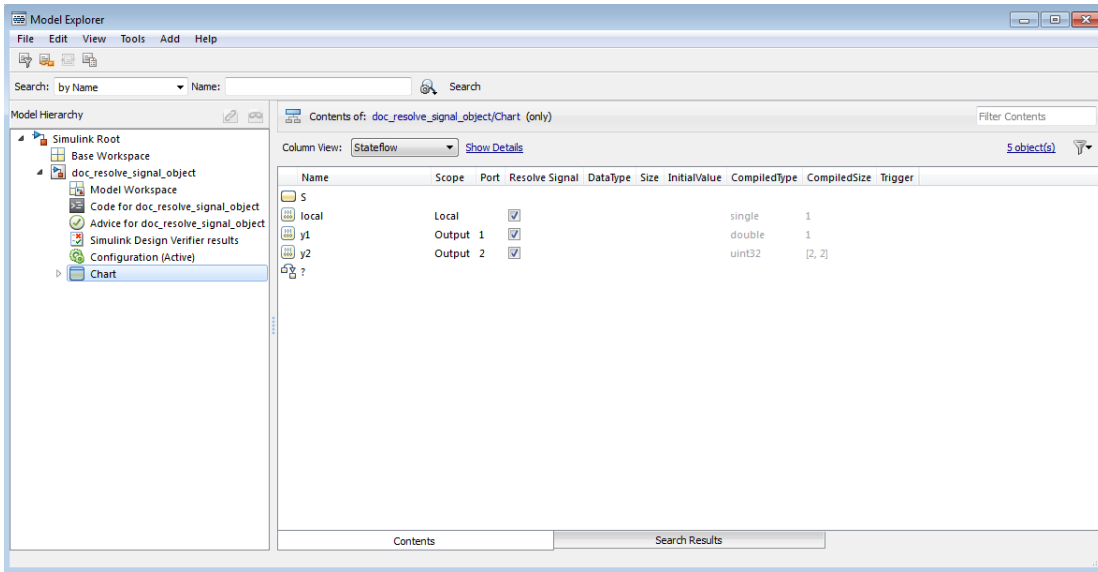 Model Explorer
File Edit View Tools Add Help
Search: by Name Name: Search
Model Hierarchy
Simulink Root
Base Workspace
doc_resolve_signal_object
Model Workspace
Code for doc_resolve_signal_object
Advice for doc_resolve_signal_object
Simulink Design Verifier results
Configuration (Active)
Chart
Contents of: doc_resolve_signal_object/Chart (only)
Filter Contents
Column View: Stateflow Show Details 5 object(s)
Name Scope Port Resolve Signal DataType Size InitialValue CompiledType CompiledSize Trigger
S
local Local single 1
y1 Output 1 double 1
y2 Output 2 uint32 [2, 2]
?
Contents Search Results